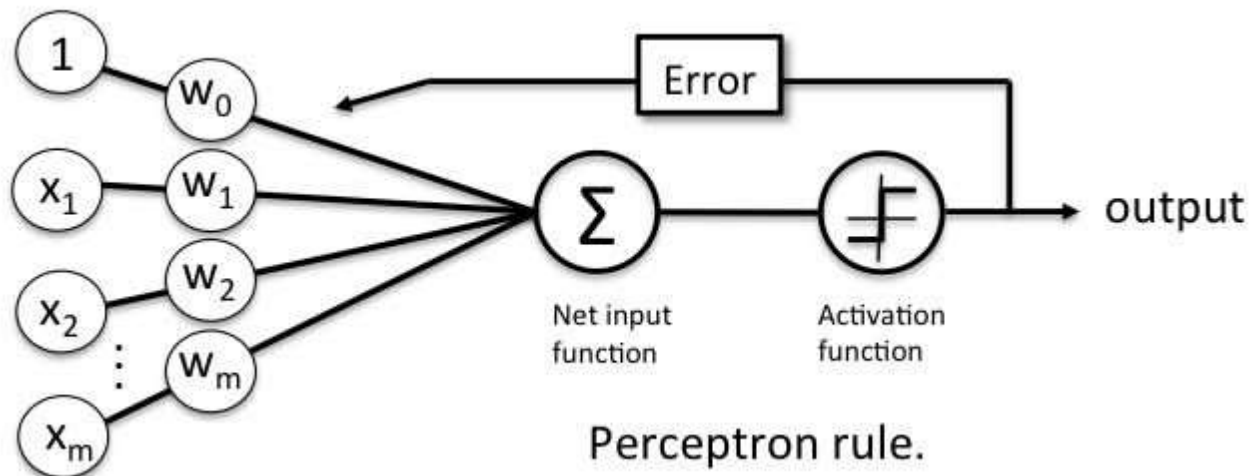 1
w₀
Error
x₁
w₁
Σ
output
x₂
w₂
Net input
function
Activation
function
⋮
wₘ
xₘ
Perceptron rule.